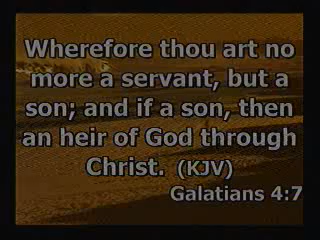 Wherefore thou art no
more a servant, but a
son; and if a son, then
an heir of God through
Christ. (KJV)
Galatians 4:7